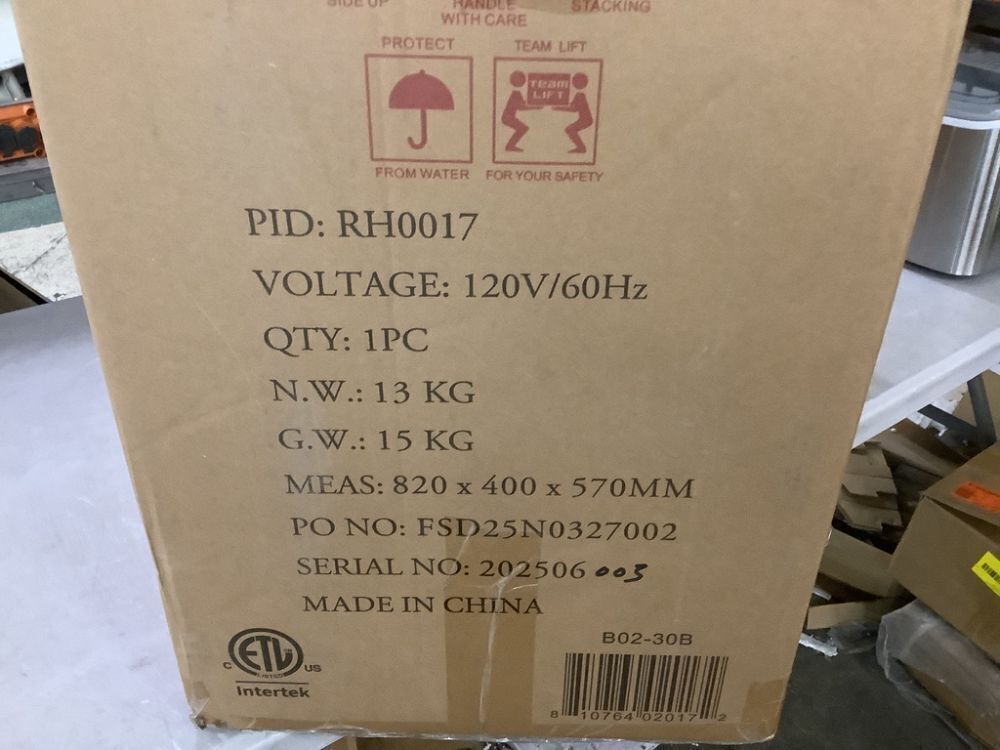 SIDE UP
HANDLE
WITH CARE
STACKING
PROTECT
TEAM LIFT
TEAM
LIFT
FROM WATER
FOR YOUR SAFETY
PID: RH0017
VOLTAGE: 120V/60Hz
QTY: 1PC
N.W.: 13 KG
G.W.: 15 KG
MEAS: 820 x 400 x 570MM
PO NO: FSD25N0327002
SERIAL NO: 202506 003
MADE IN CHINA
C ETL US
LISTED
Intertek
B02-30B
8 10764 02017 2